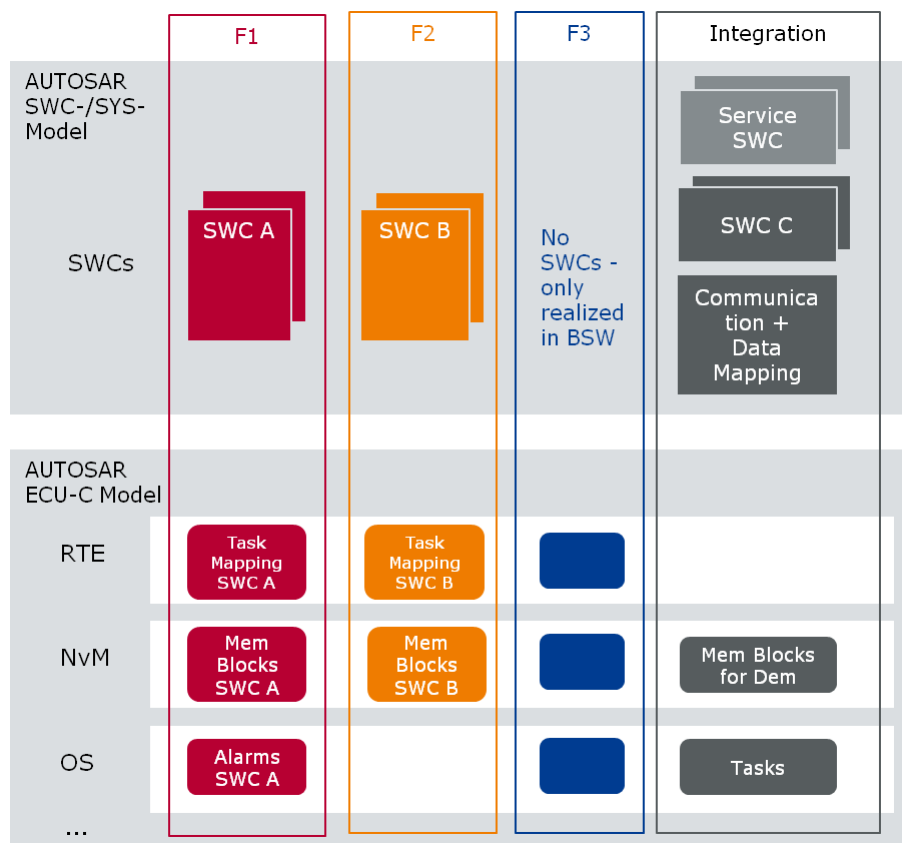 F1
F2
F3
Integration
AUTOSAR
SWC-/SYS-
Model
SWCs
SWC A
SWC B
No
SWCs -
only
realized
in BSW
Service
SWC
SWC C
Communica
tion +
Data
Mapping
AUTOSAR
ECU-C Model
RTE
Task
Mapping
SWC A
Task
Mapping
SWC B
NvM
Mem
Blocks
SWC A
Mem
Blocks
SWC B
Mem Blocks
for Dem
OS
Alarms
SWC A
Tasks
...